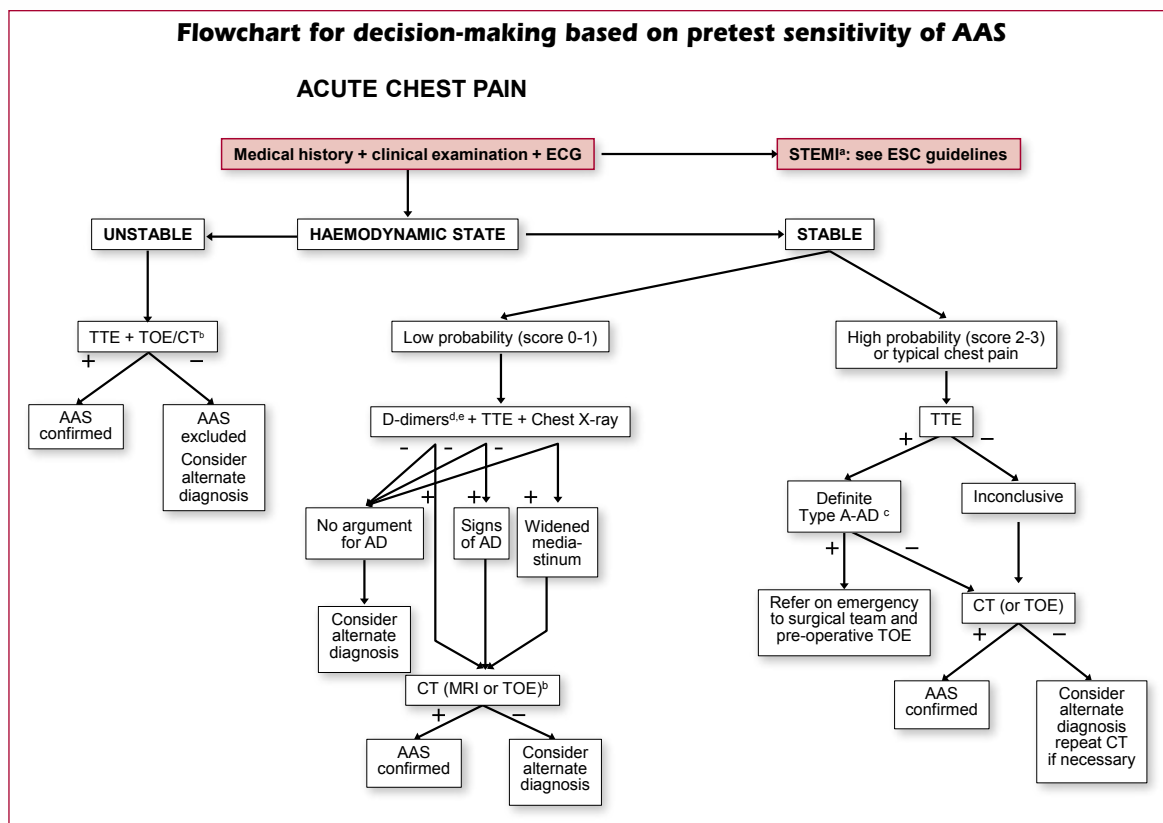 Flowchart for decision-making based on pretest sensitivity of AAS
ACUTE CHEST PAIN
Medical history + clinical examination + ECG
STEMIᵃ: see ESC guidelines
UNSTABLE
HAEMODYNAMIC STATE
STABLE
TTE + TOE/CTᵇ
Low probability (score 0-1)
High probability (score 2-3)
or typical chest pain
+
–
AAS
confirmed
AAS
excluded
Consider
alternate
diagnosis
D-dimersᵈ,ᵉ + TTE + Chest X-ray
TTE
-
-
-
+
+
+
+
–
No argument
for AD
Signs
of AD
Widened
media-
stinum
Definite
Type A-AD ᶜ
Inconclusive
+
–
Consider
alternate
diagnosis
Refer on emergency
to surgical team and
pre-operative TOE
CT (or TOE)
CT (MRI or TOE)ᵇ
+
–
+
–
AAS
confirmed
Consider
alternate
diagnosis
AAS
confirmed
Consider
alternate
diagnosis
repeat CT
if necessary